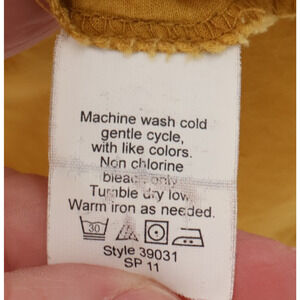 Machine wash cold
gentle cycle,
with like colors.
Non chlorine
bleach only
Tumble dry low
Warm iron as needed.
30
Style 39031
SP 11